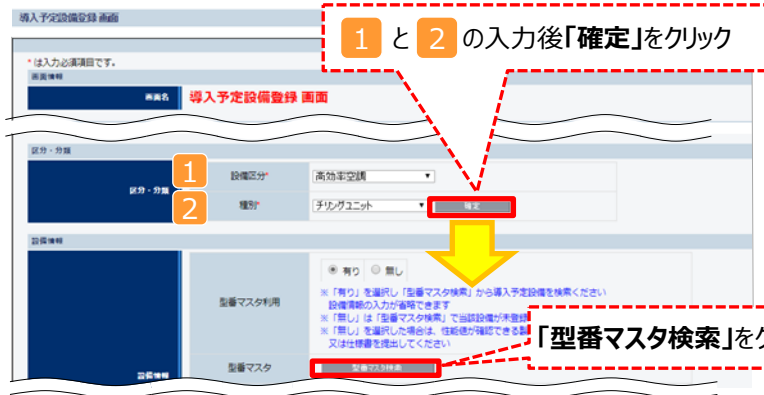 導入予定設備登録 画面
1 と 2 の入力後「確定」をクリック
* は入力必須項目です。
画面情報
画面名 導入予定設備登録 画面
区分・分類
区分・分類
1 設備区分* 高効率空調
2 種別* チリングユニット 確定
設備情報
型番マスタ利用 有り 無し
※「有り」を選択し「型番マスタ検索」から導入予定設備を検索ください
設備情報の入力が省略できます
※「無し」は「型番マスタ検索」で当該設備が未登録
※「無し」を選択した場合は、性能値が確認できる製
又は仕様書を提出してください
「型番マスタ検索」をク
型番マスタ 型番マスタ検索
設備情報